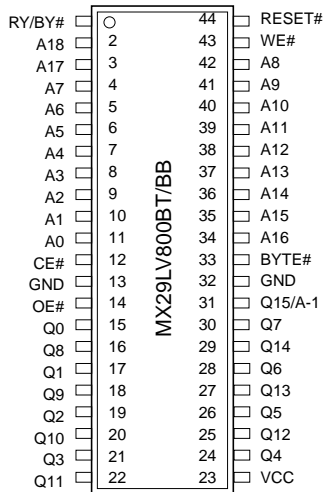 RY/BY# 44 RESET#
A18 2 43 WE#
A17 3 42 A8
A7 4 41 A9
A6 5 40 A10
A5 6 39 A11
A4 7 38 A12
A3 8 37 A13
A2 9 36 A14
A1 10 35 A15
A0 11 34 A16
CE# 12 33 BYTE#
GND 13 32 GND
OE# 14 31 Q15/A-1
Q0 15 30 Q7
Q8 16 29 Q14
Q1 17 28 Q6
Q9 18 27 Q13
Q2 19 26 Q5
Q10 20 25 Q12
Q3 21 24 Q4
Q11 22 23 VCC
MX29LV800BT/BB